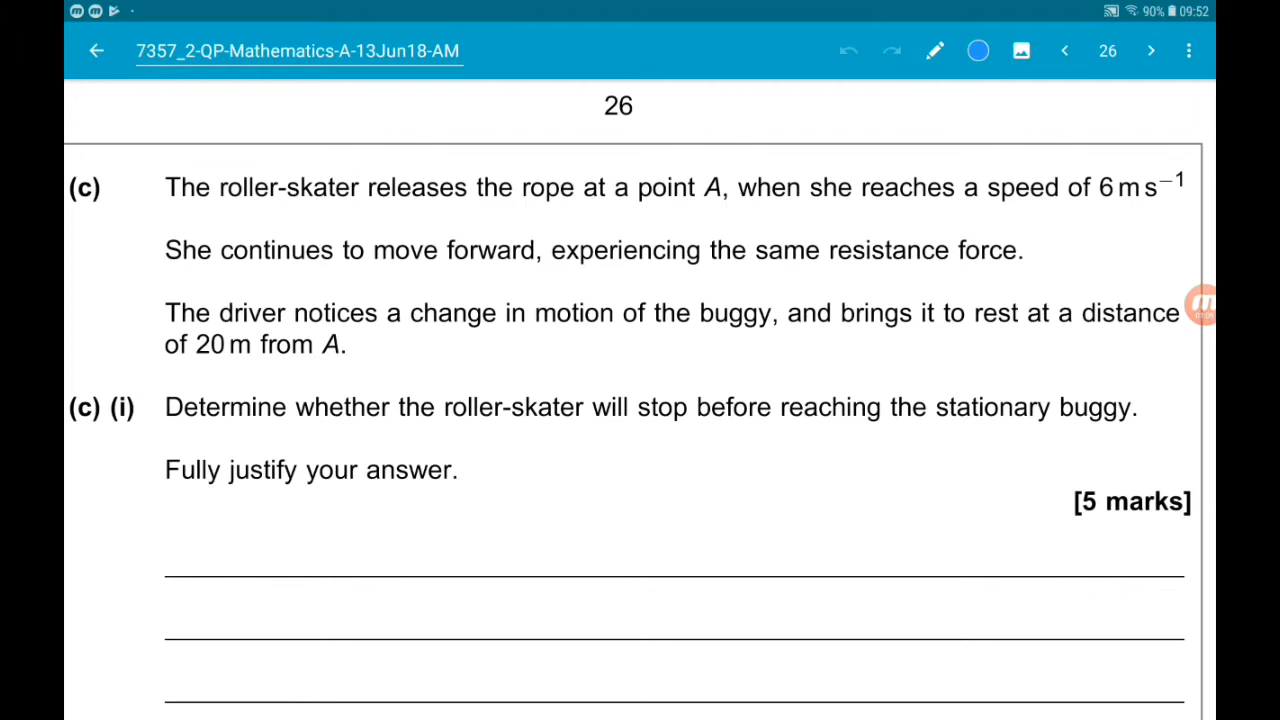 90% 09:52
7357_2-QP-Mathematics-A-13Jun18-AM
26
26
(c) The roller-skater releases the rope at a point A, when she reaches a speed of 6 m s⁻¹
She continues to move forward, experiencing the same resistance force.
The driver notices a change in motion of the buggy, and brings it to rest at a distance
of 20 m from A.
(c) (i) Determine whether the roller-skater will stop before reaching the stationary buggy.
Fully justify your answer.
[5 marks]